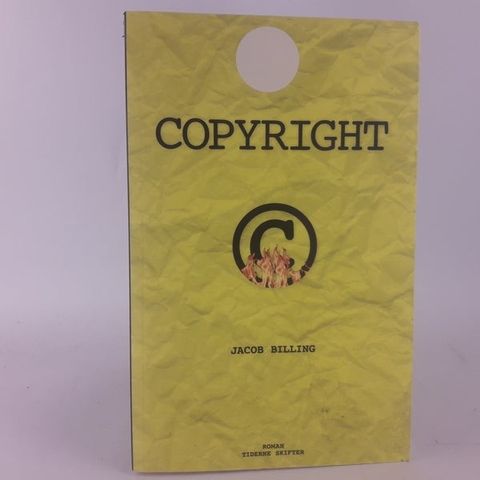 COPYRIGHT
©
JACOB BILLING
ROMAN
TIDERNE SKIFTER